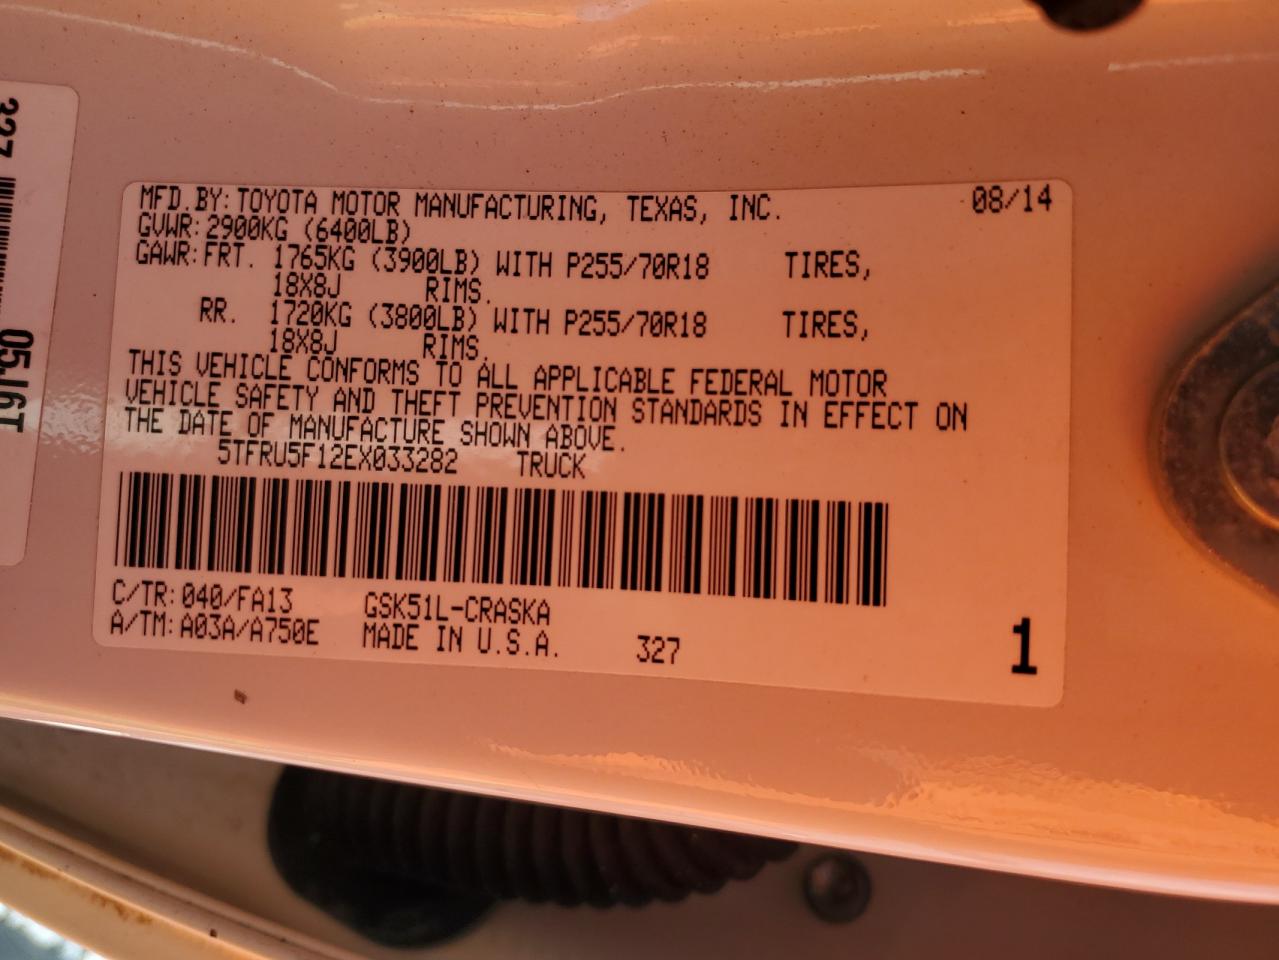 MFD.BY:TOYOTA MOTOR MANUFACTURING, TEXAS, INC. 08/14
GVWR:2900KG (6400LB)
GAWR:FRT. 1765KG (3900LB) WITH P255/70R18 TIRES,
18X8J RIMS.
RR. 1720KG (3800LB) WITH P255/70R18 TIRES,
18X8J RIMS.
THIS VEHICLE CONFORMS TO ALL APPLICABLE FEDERAL MOTOR
VEHICLE SAFETY AND THEFT PREVENTION STANDARDS IN EFFECT ON
THE DATE OF MANUFACTURE SHOWN ABOVE.
5TFRU5F12EX033282 TRUCK
C/TR:040/FA13 GSK51L-CRASKA
A/TM:A03A/A750E MADE IN U.S.A. 327 1
327
05J6T